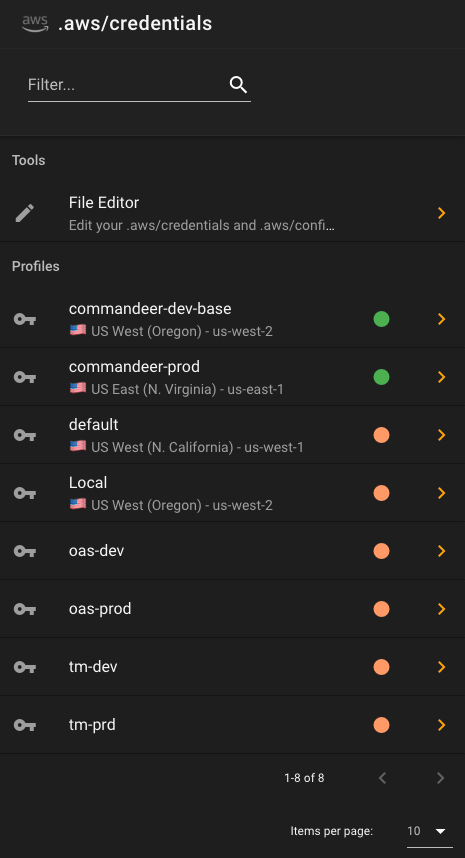 aws .aws/credentials
Filter...
Tools
File Editor
Edit your .aws/credentials and .aws/confi...
Profiles
commandeer-dev-base
🇺🇸 US West (Oregon) - us-west-2
commandeer-prod
🇺🇸 US East (N. Virginia) - us-east-1
default
🇺🇸 US West (N. California) - us-west-1
Local
🇺🇸 US West (Oregon) - us-west-2
oas-dev
oas-prod
tm-dev
tm-prd
1-8 of 8
Items per page: 10